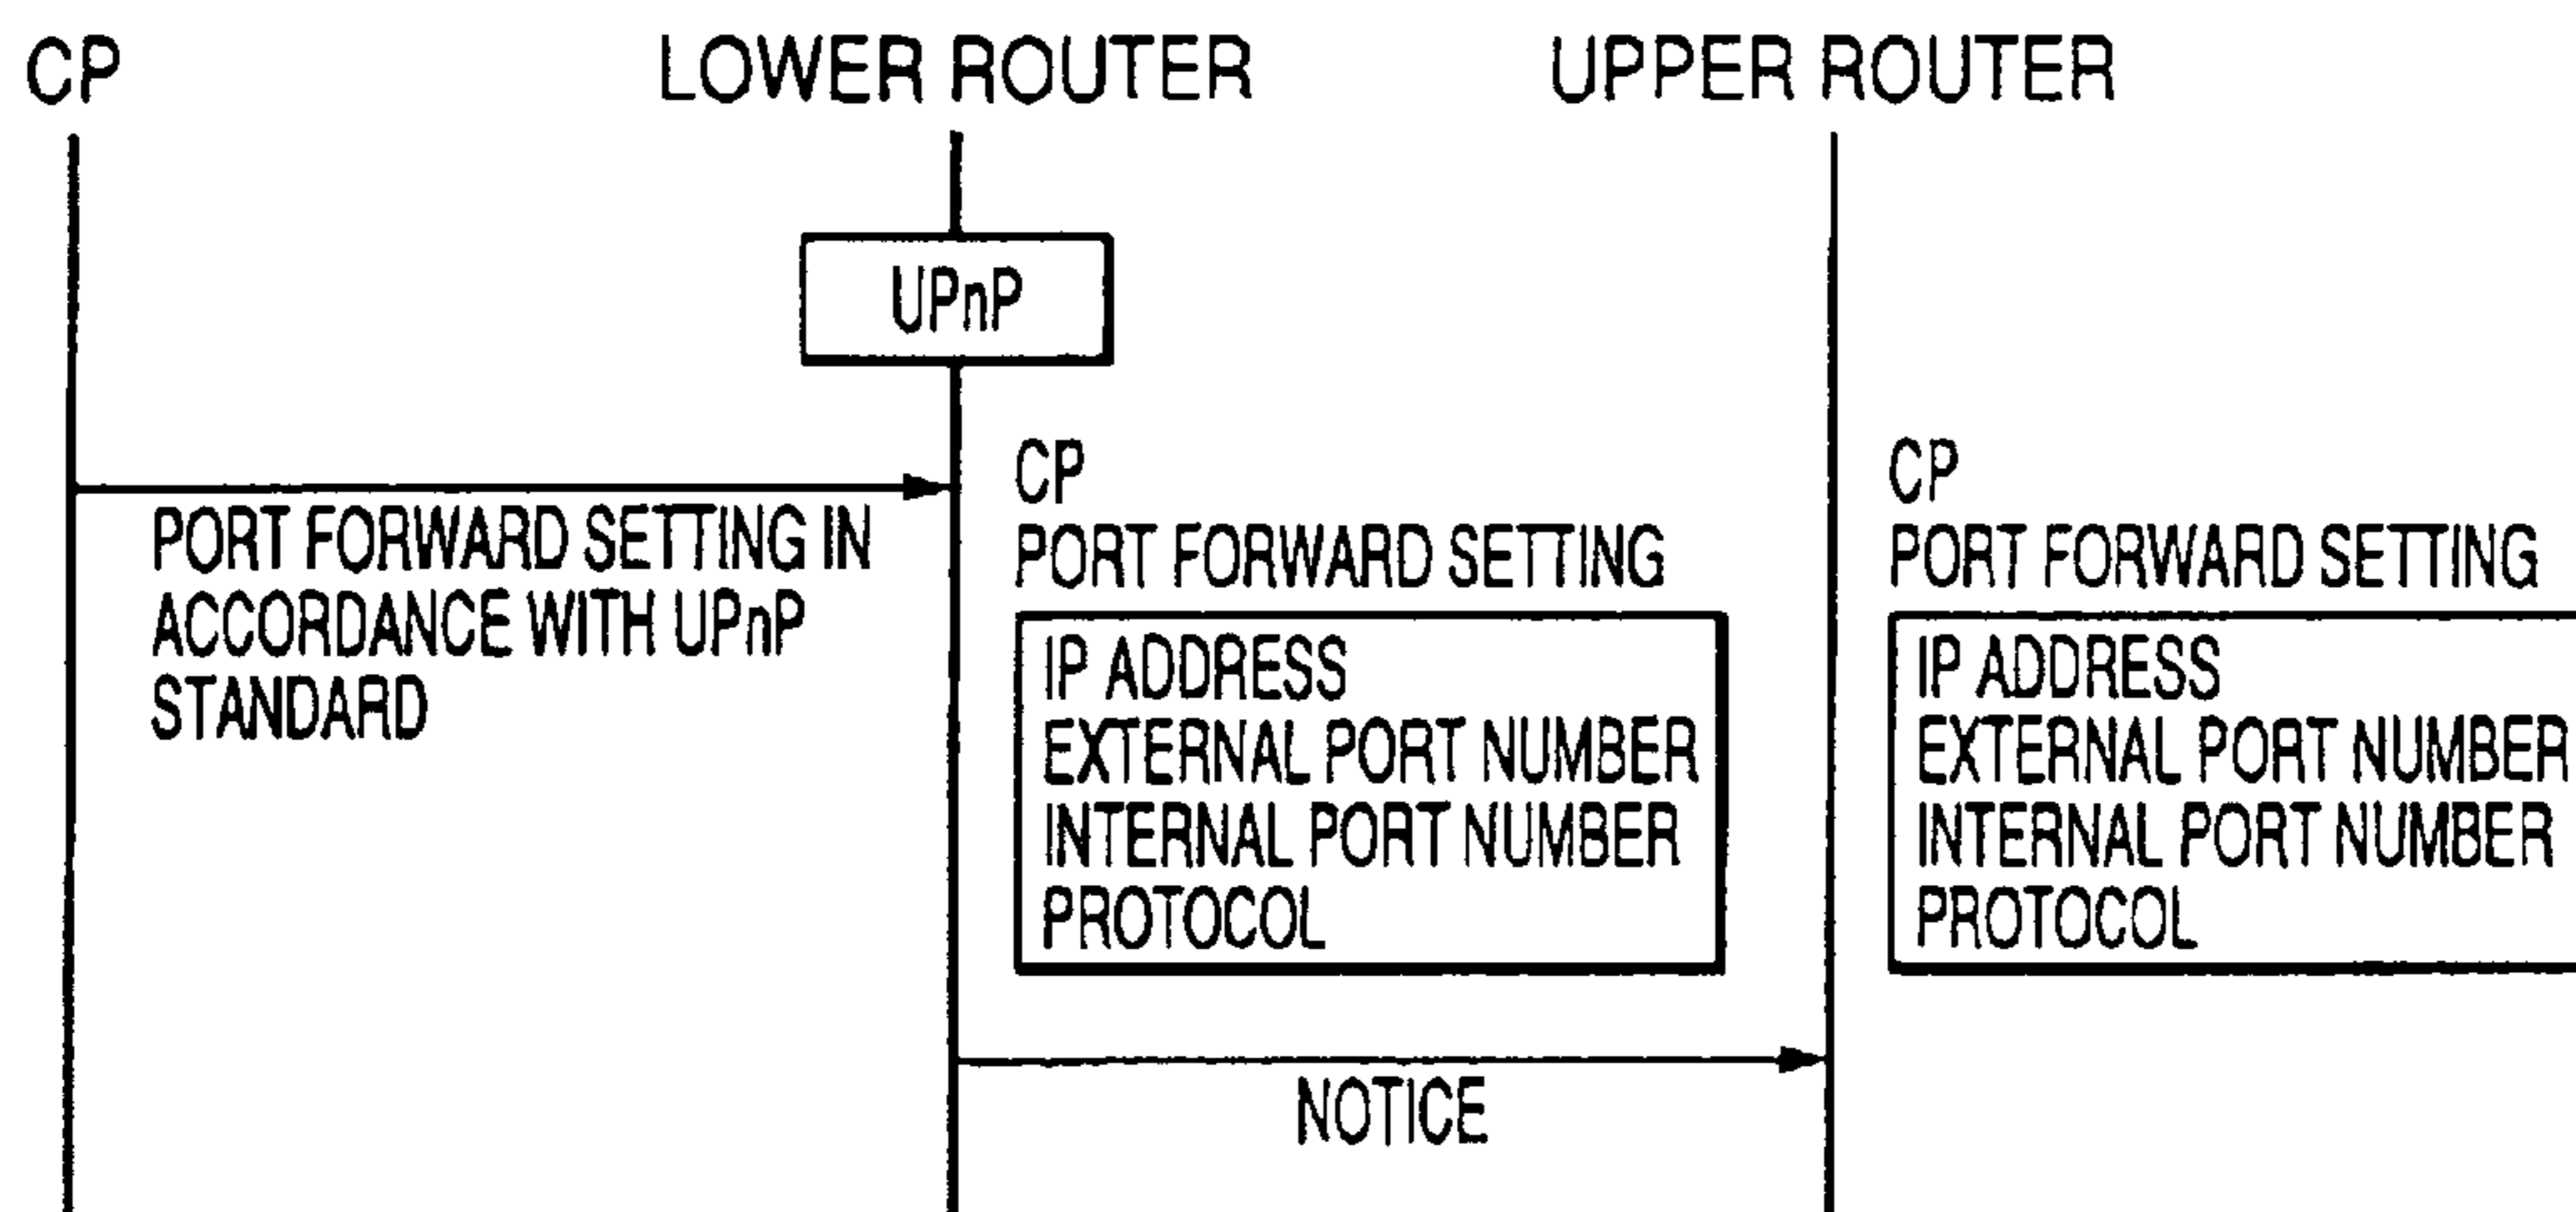 CP
LOWER ROUTER
UPPER ROUTER
UPnP
PORT FORWARD SETTING IN
ACCORDANCE WITH UPnP
STANDARD
CP
PORT FORWARD SETTING
IP ADDRESS
EXTERNAL PORT NUMBER
INTERNAL PORT NUMBER
PROTOCOL
CP
PORT FORWARD SETTING
IP ADDRESS
EXTERNAL PORT NUMBER
INTERNAL PORT NUMBER
PROTOCOL
NOTICE